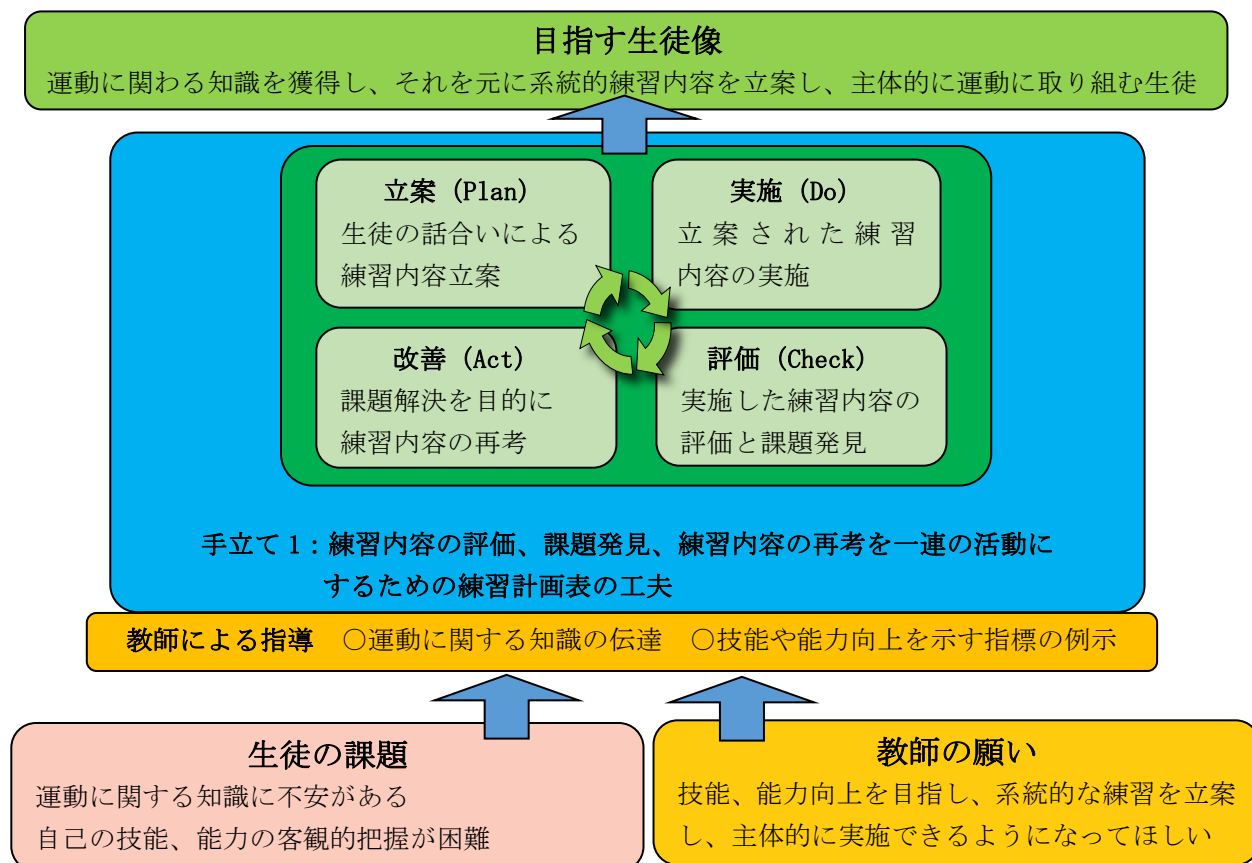 目指す生徒像
運動に関わる知識を獲得し、それを元に系統的練習内容を立案し、主体的に運動に取り組む生徒
立案（Plan）
生徒の話合いによる
練習内容立案
実施（Do）
立案された練習
内容の実施
改善（Act）
課題解決を目的に
練習内容の再考
評価（Check）
実施した練習内容の
評価と課題発見
手立て1：練習内容の評価、課題発見、練習内容の再考を一連の活動に
するための練習計画表の工夫
教師による指導　○運動に関する知識の伝達　○技能や能力向上を示す指標の例示
生徒の課題
運動に関する知識に不安がある
自己の技能、能力の客観的把握が困難
教師の願い
技能、能力向上を目指し、系統的な練習を立案
し、主体的に実施できるようになってほしい